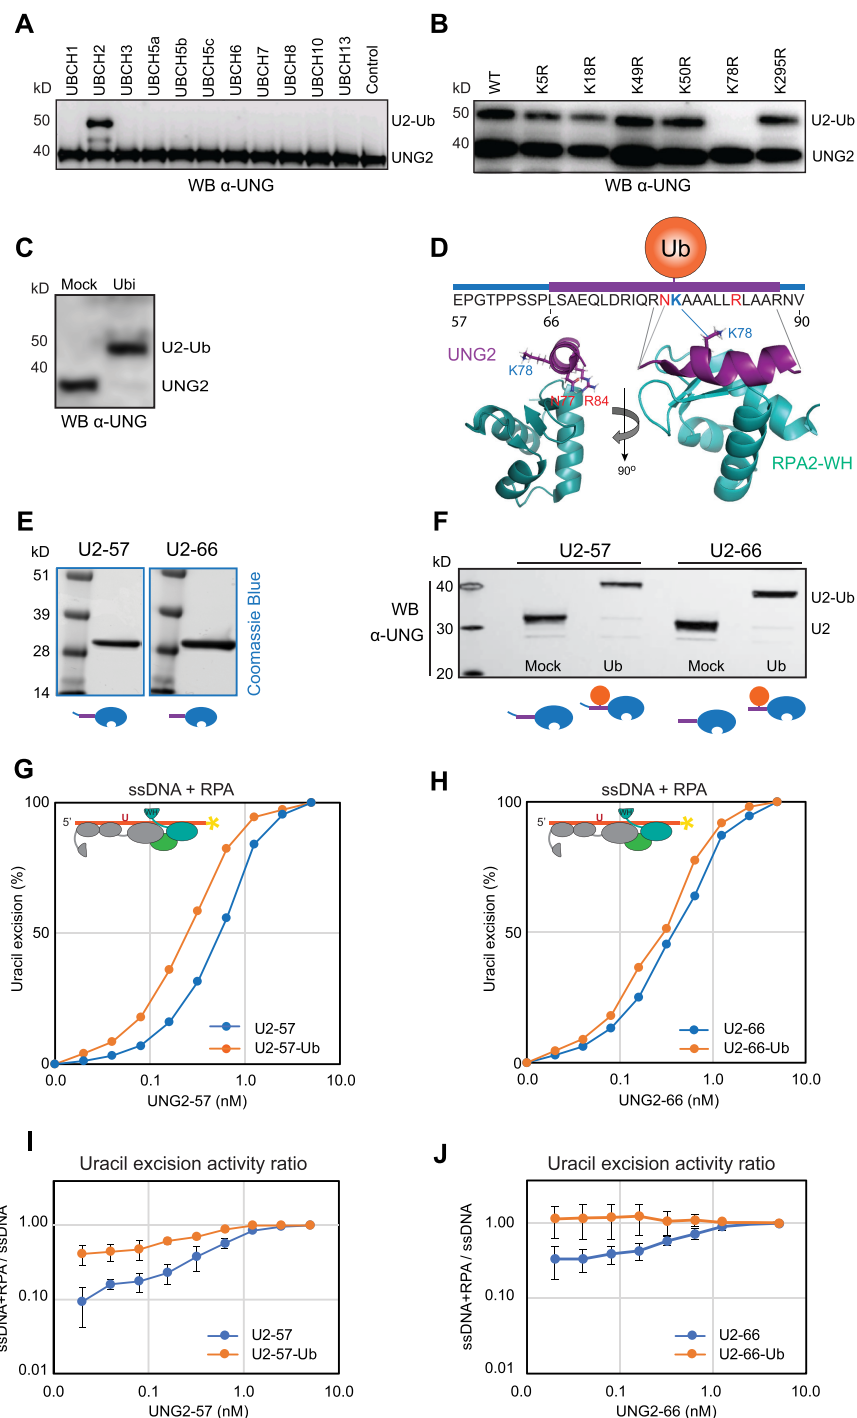 A
UBCH1
UBCH2
UBCH3
UBCH5a
UBCH5b
UBCH5c
UBCH6
UBCH7
UBCH8
UBCH10
UBCH13
Control
kD
50
40
U2-Ub
UNG2
WB α-UNG
B
WT
K5R
K18R
K49R
K50R
K78R
K295R
kD
50
40
U2-Ub
UNG2
WB α-UNG
C
Mock Ubi
kD
50
40
U2-Ub
UNG2
WB α-UNG
D
Ub
EPGTPPSSPLSAEQLDRIQRNKAAALLRLAARNV
57 66 90
UNG2
K78
K78
N77 R84
90º
RPA2-WH
E
U2-57 U2-66
kD
51
39
28
14
Coomassie Blue
F
U2-57 U2-66
kD
40
30
20
WB
α-UNG
U2-Ub
U2
Mock Ub Mock Ub
G
ssDNA + RPA
5'
U
WH
100
50
0
Uracil excision (%)
U2-57
U2-57-Ub
0.0 0.1 1.0 10.0
UNG2-57 (nM)
H
ssDNA + RPA
5'
U
WH
100
50
0
Uracil excision (%)
U2-66
U2-66-Ub
0.0 0.1 1.0 10.0
UNG2-66 (nM)
I
Uracil excision activity ratio
1.00
0.10
0.01
ssDNA+RPA / ssDNA
U2-57
U2-57-Ub
0.0 0.1 1.0 10.0
UNG2-57 (nM)
J
Uracil excision activity ratio
1.00
0.10
0.01
ssDNA+RPA / ssDNA
U2-66
U2-66-Ub
0.0 0.1 1.0 10.0
UNG2-66 (nM)